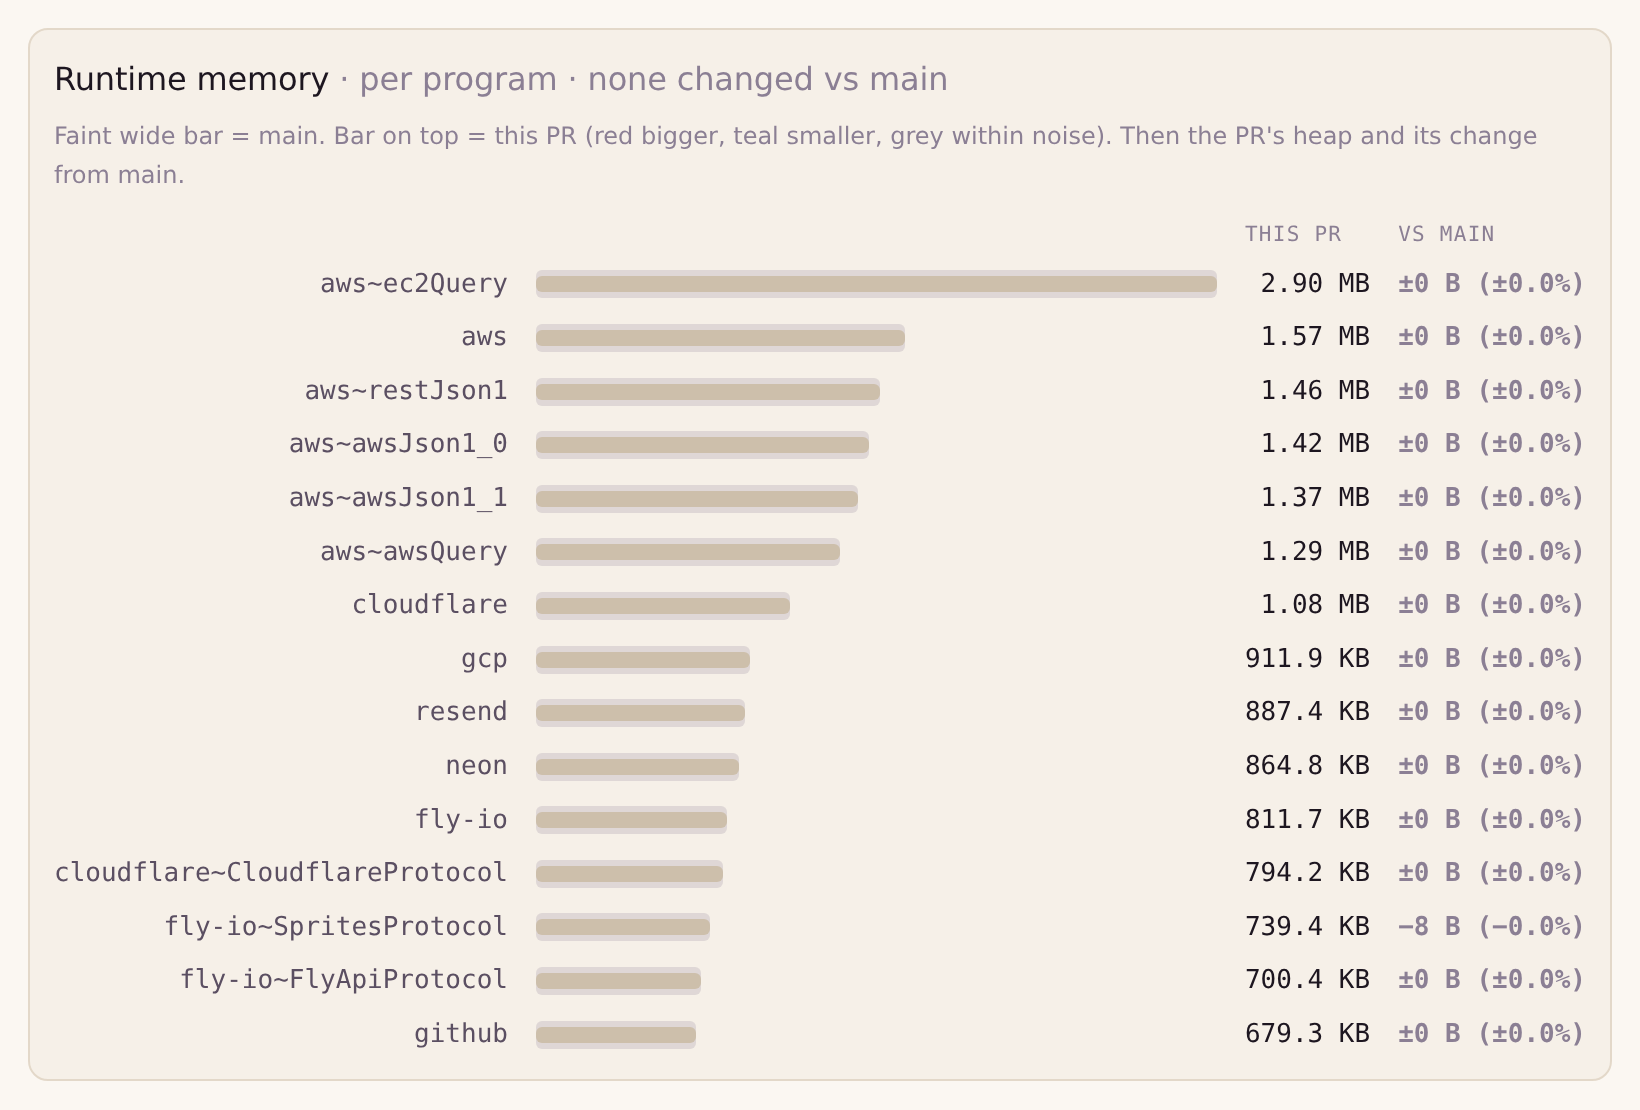 Runtime memory · per program · none changed vs main
Faint wide bar = main. Bar on top = this PR (red bigger, teal smaller, grey within noise). Then the PR's heap and its change
from main.
THIS PR VS MAIN
aws~ec2Query 2.90 MB ±0 B (±0.0%)
aws 1.57 MB ±0 B (±0.0%)
aws~restJson1 1.46 MB ±0 B (±0.0%)
aws~awsJson1_0 1.42 MB ±0 B (±0.0%)
aws~awsJson1_1 1.37 MB ±0 B (±0.0%)
aws~awsQuery 1.29 MB ±0 B (±0.0%)
cloudflare 1.08 MB ±0 B (±0.0%)
gcp 911.9 KB ±0 B (±0.0%)
resend 887.4 KB ±0 B (±0.0%)
neon 864.8 KB ±0 B (±0.0%)
fly-io 811.7 KB ±0 B (±0.0%)
cloudflare~CloudflareProtocol 794.2 KB ±0 B (±0.0%)
fly-io~SpritesProtocol 739.4 KB −8 B (−0.0%)
fly-io~FlyApiProtocol 700.4 KB ±0 B (±0.0%)
github 679.3 KB ±0 B (±0.0%)